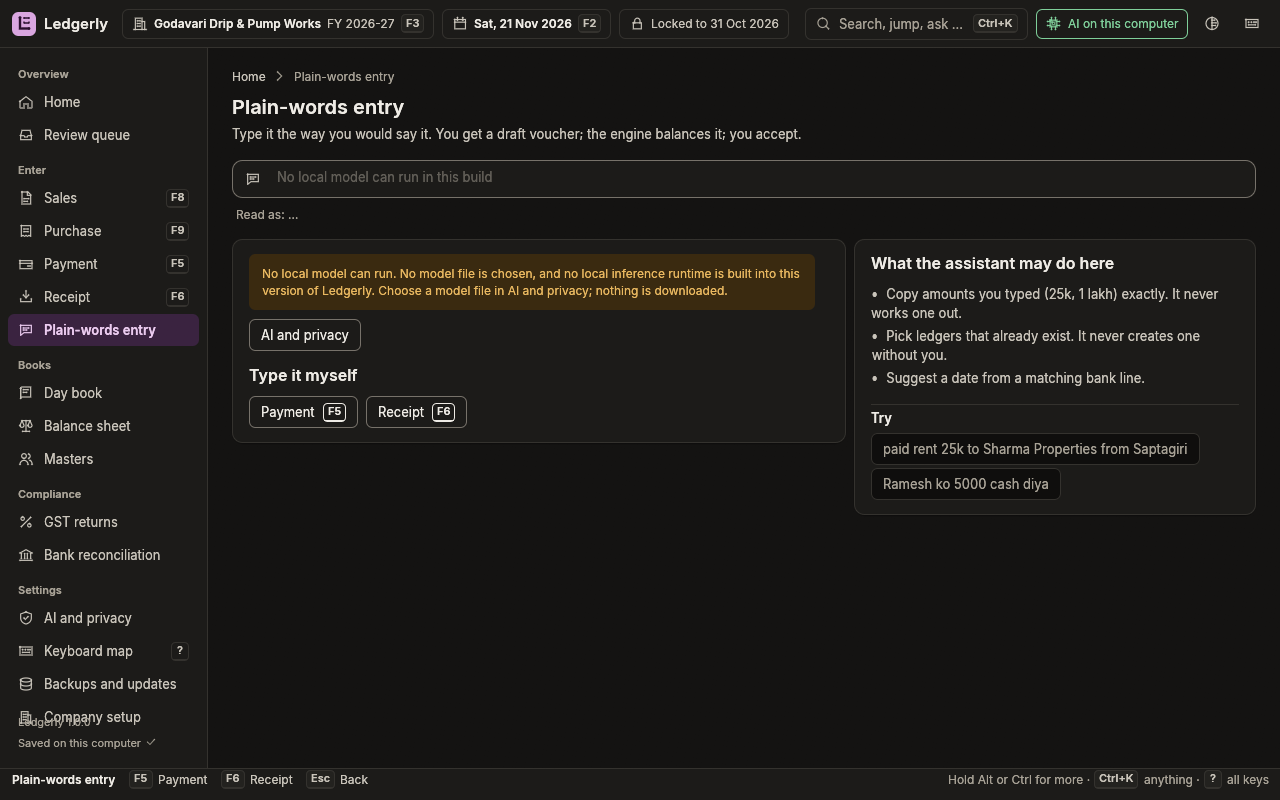 Ledgerly
Godavari Drip & Pump Works FY 2026-27 F3
Sat, 21 Nov 2026 F2
Locked to 31 Oct 2026
Search, jump, ask ... Ctrl+K
AI on this computer
Overview
Home
Review queue
Enter
Sales F8
Purchase F9
Payment F5
Receipt F6
Plain-words entry
Books
Day book
Balance sheet
Masters
Compliance
GST returns
Bank reconciliation
Settings
AI and privacy
Keyboard map ?
Backups and updates
Company setup
Ledgerly 1.0.0
Saved on this computer
Home Plain-words entry
Plain-words entry
Type it the way you would say it. You get a draft voucher; the engine balances it; you accept.
No local model can run in this build
Read as: ...
No local model can run. No model file is chosen, and no local inference runtime is built into this
version of Ledgerly. Choose a model file in AI and privacy; nothing is downloaded.
AI and privacy
Type it myself
Payment F5 Receipt F6
What the assistant may do here
• Copy amounts you typed (25k, 1 lakh) exactly. It never
works one out.
• Pick ledgers that already exist. It never creates one
without you.
• Suggest a date from a matching bank line.
Try
paid rent 25k to Sharma Properties from Saptagiri
Ramesh ko 5000 cash diya
Plain-words entry F5 Payment F6 Receipt Esc Back
Hold Alt or Ctrl for more · Ctrl+K anything · ? all keys